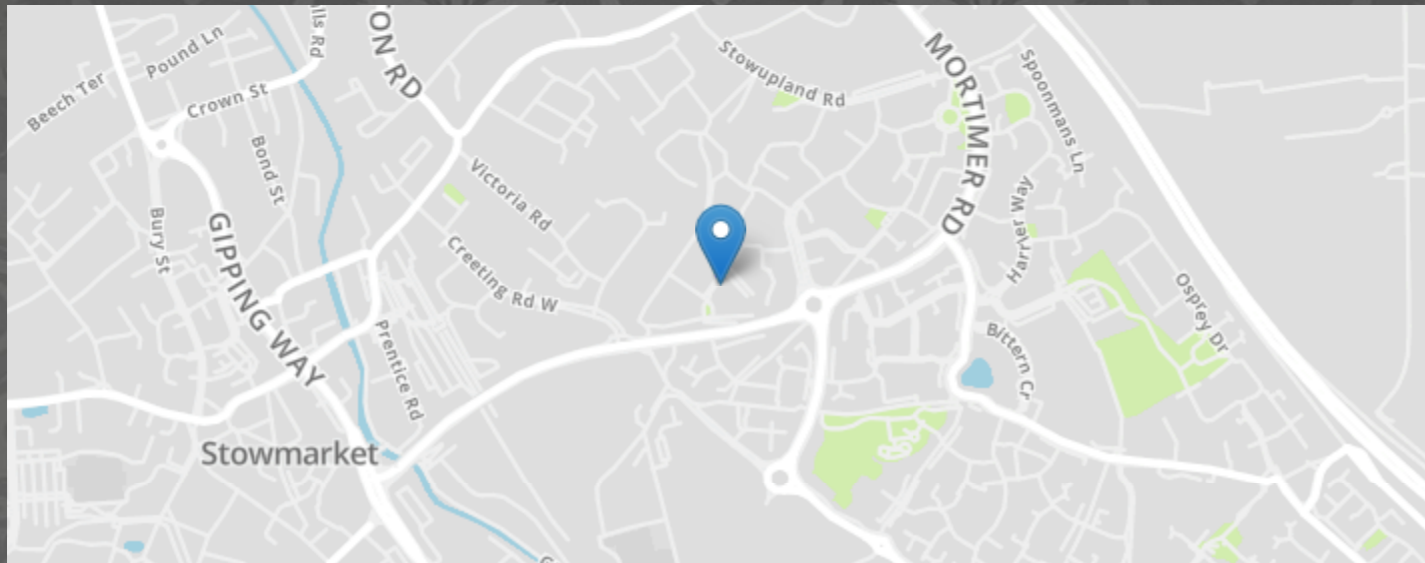 Beech Ter
Pound Ln
Crown St
lls Rd
TON RD
Bond St
Bury St
GIPPING WAY
Victoria Rd
Creeting Rd W
Prentice Rd
Stowmarket
Stowupland Rd
MORTIMER RD
Spoonmans Ln
Harrier Way
Bittern Cr
Osprey Dr